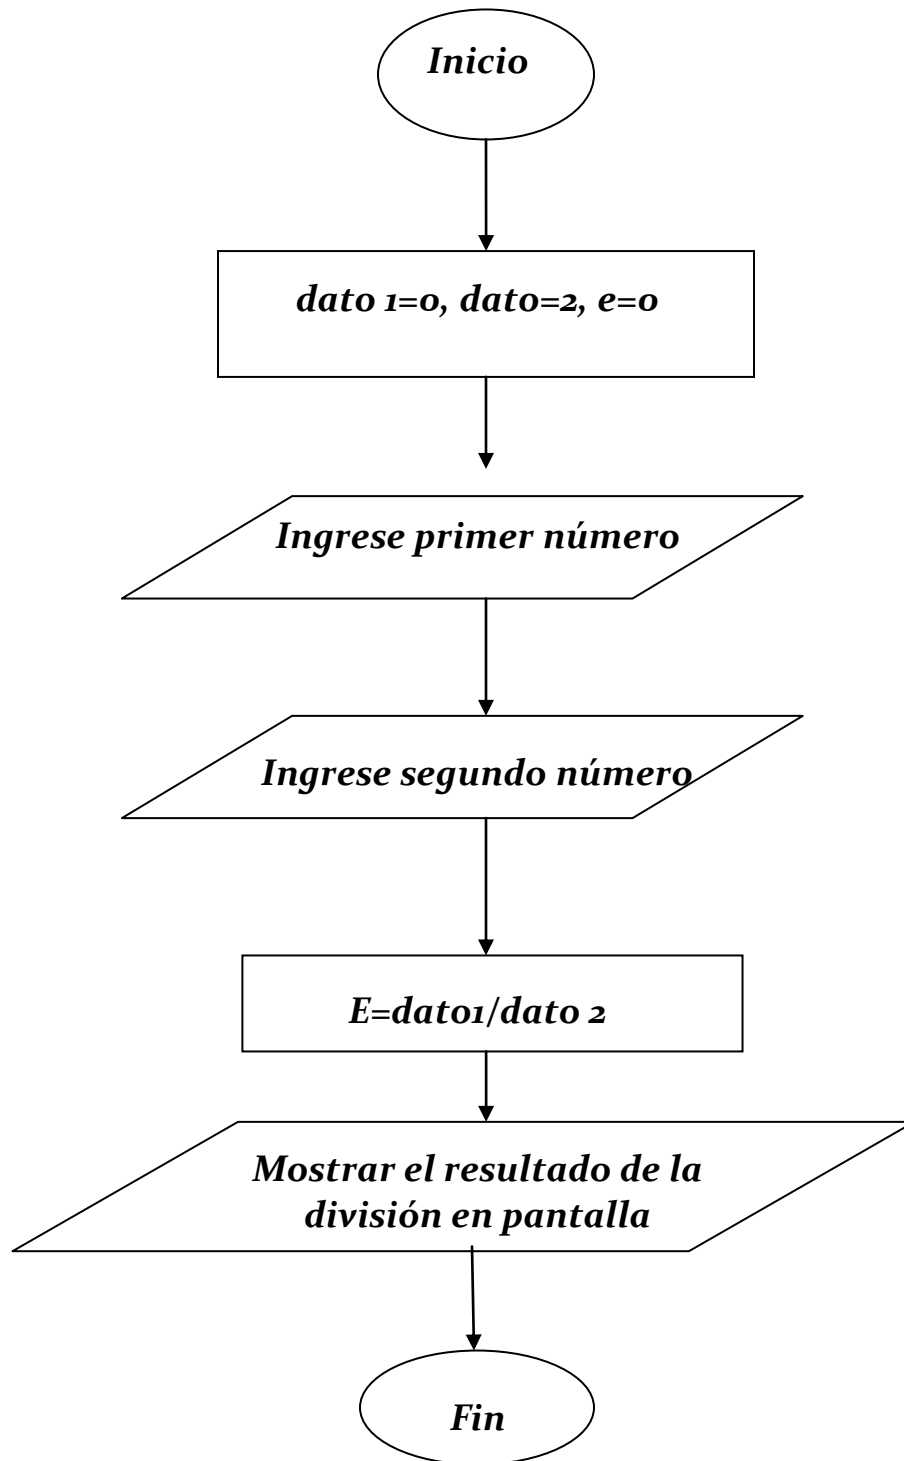 Inicio
dato 1=0, dato=2, e=0
Ingrese primer número
Ingrese segundo número
E=dato1/dato 2
Mostrar el resultado de la
división en pantalla
Fin